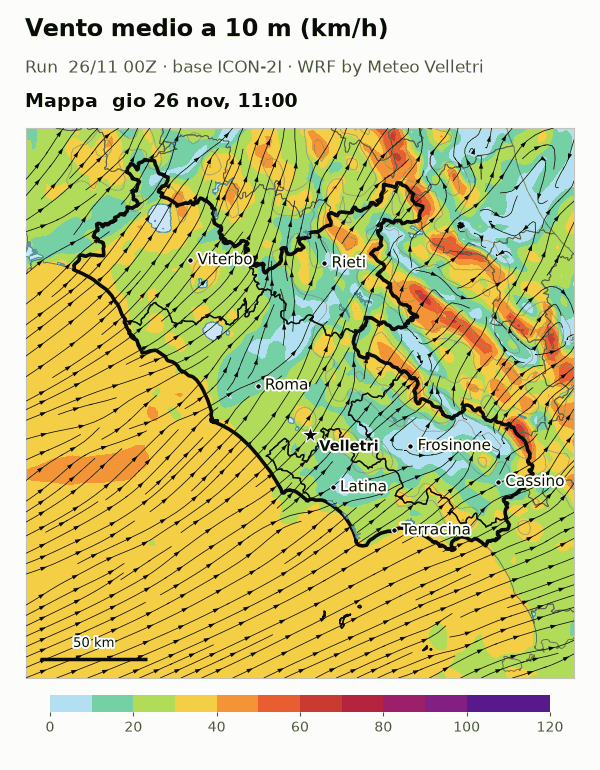 Vento medio a 10 m (km/h)
Run  26/11 00Z · base ICON-2I · WRF by Meteo Velletri
Mappa  gio 26 nov, 11:00
Viterbo
Rieti
Roma
Velletri
Frosinone
Latina
Cassino
Terracina
50 km
0 20 40 60 80 100 120